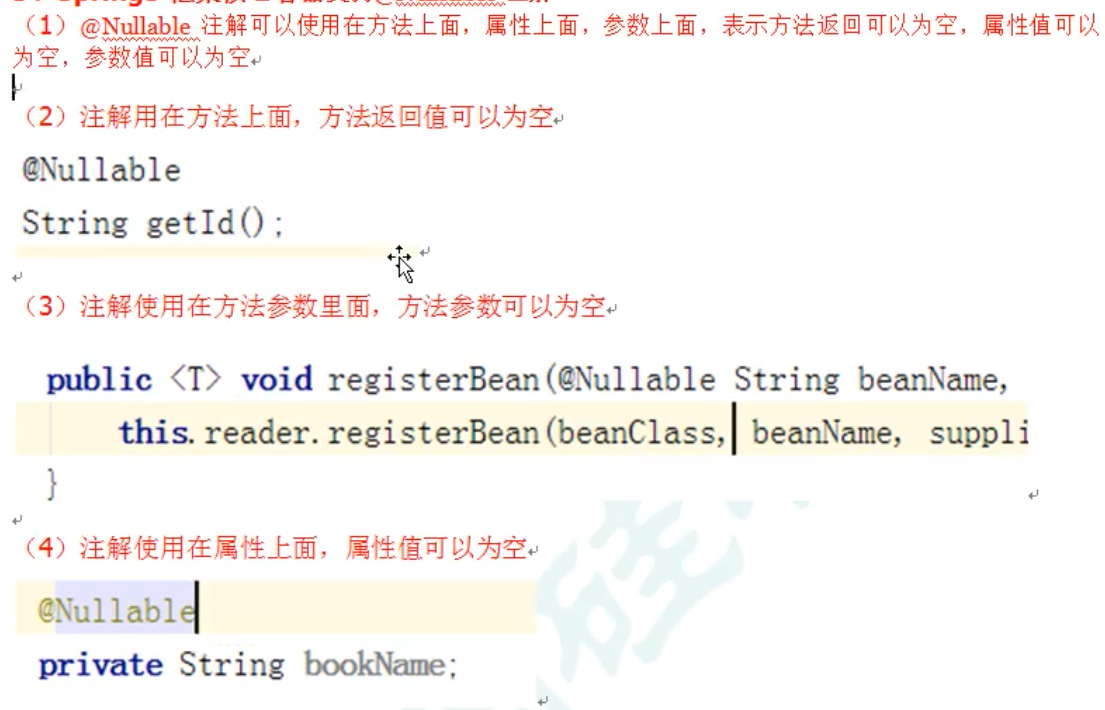 （1）@Nullable 注解可以使用在方法上面，属性上面，参数上面，表示方法返回可以为空，属性值可以
为空，参数值可以为空
（2）注解用在方法上面，方法返回值可以为空
@Nullable
String getId();
（3）注解使用在方法参数里面，方法参数可以为空
public <T> void registerBean(@Nullable String beanName,
this.reader.registerBean(beanClass, beanName, suppli
}
（4）注解使用在属性上面，属性值可以为空
@Nullable
private String bookName;